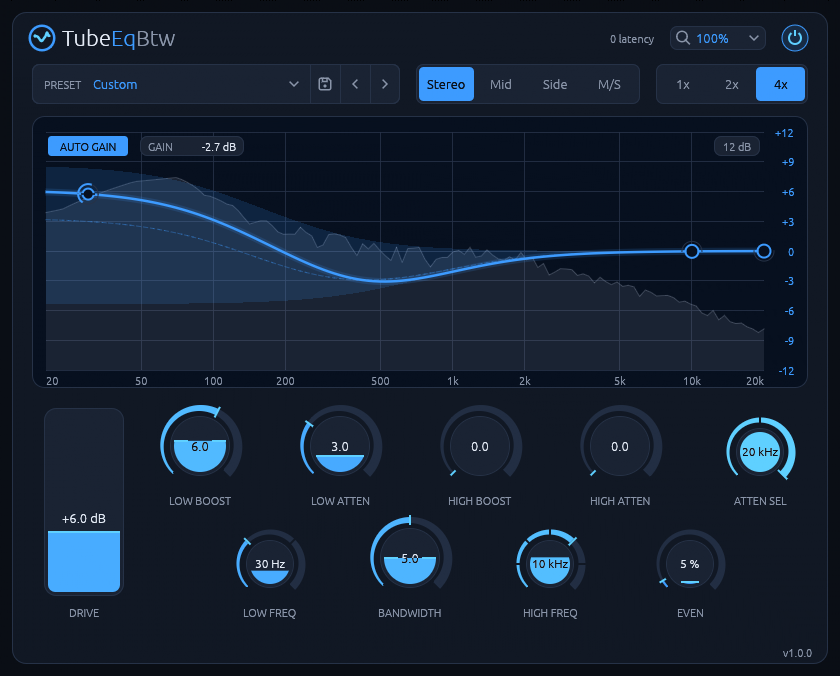 TubeEqBtw
0 latency
100%
PRESET Custom
Stereo Mid Side M/S
1x 2x 4x
AUTO GAIN GAIN -2.7 dB
12 dB
+12
+9
+6
+3
0
-3
-6
-9
-12
20 50 100 200 500 1k 2k 5k 10k 20k
6.0 3.0 0.0 0.0 20 kHz
LOW BOOST LOW ATTEN HIGH BOOST HIGH ATTEN ATTEN SEL
+6.0 dB
30 Hz 5.0 10 kHz 5 %
DRIVE LOW FREQ BANDWIDTH HIGH FREQ EVEN
v1.0.0